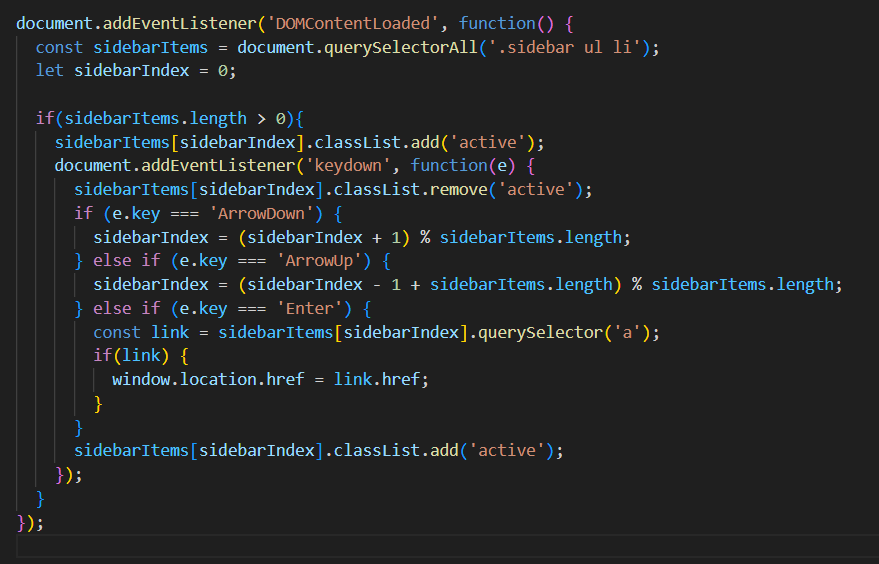 document.addEventListener('DOMContentLoaded', function() {
  const sidebarItems = document.querySelectorAll('.sidebar ul li');
  let sidebarIndex = 0;

  if(sidebarItems.length > 0){
    sidebarItems[sidebarIndex].classList.add('active');
    document.addEventListener('keydown', function(e) {
      sidebarItems[sidebarIndex].classList.remove('active');
      if (e.key === 'ArrowDown') {
        sidebarIndex = (sidebarIndex + 1) % sidebarItems.length;
      } else if (e.key === 'ArrowUp') {
        sidebarIndex = (sidebarIndex - 1 + sidebarItems.length) % sidebarItems.length;
      } else if (e.key === 'Enter') {
        const link = sidebarItems[sidebarIndex].querySelector('a');
        if(link) {
          window.location.href = link.href;
        }
      }
      sidebarItems[sidebarIndex].classList.add('active');
    });
  }
});